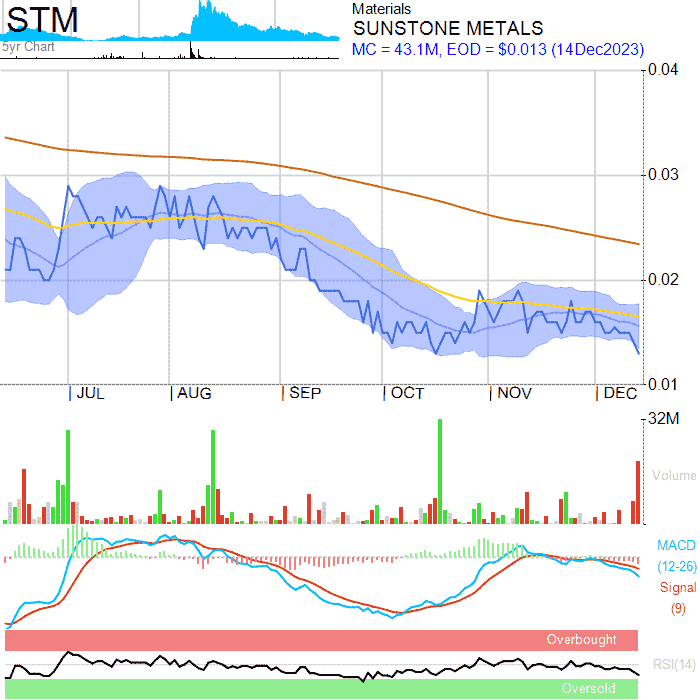 STM
5yr Chart
Materials
SUNSTONE METALS
MC = 43.1M, EOD = $0.013 (14Dec2023)
0.04
0.03
0.02
0.01
JUL AUG SEP OCT NOV DEC
32M
Volume
MACD
(12-26)
Signal
(9)
Overbought
RSI(14)
Oversold